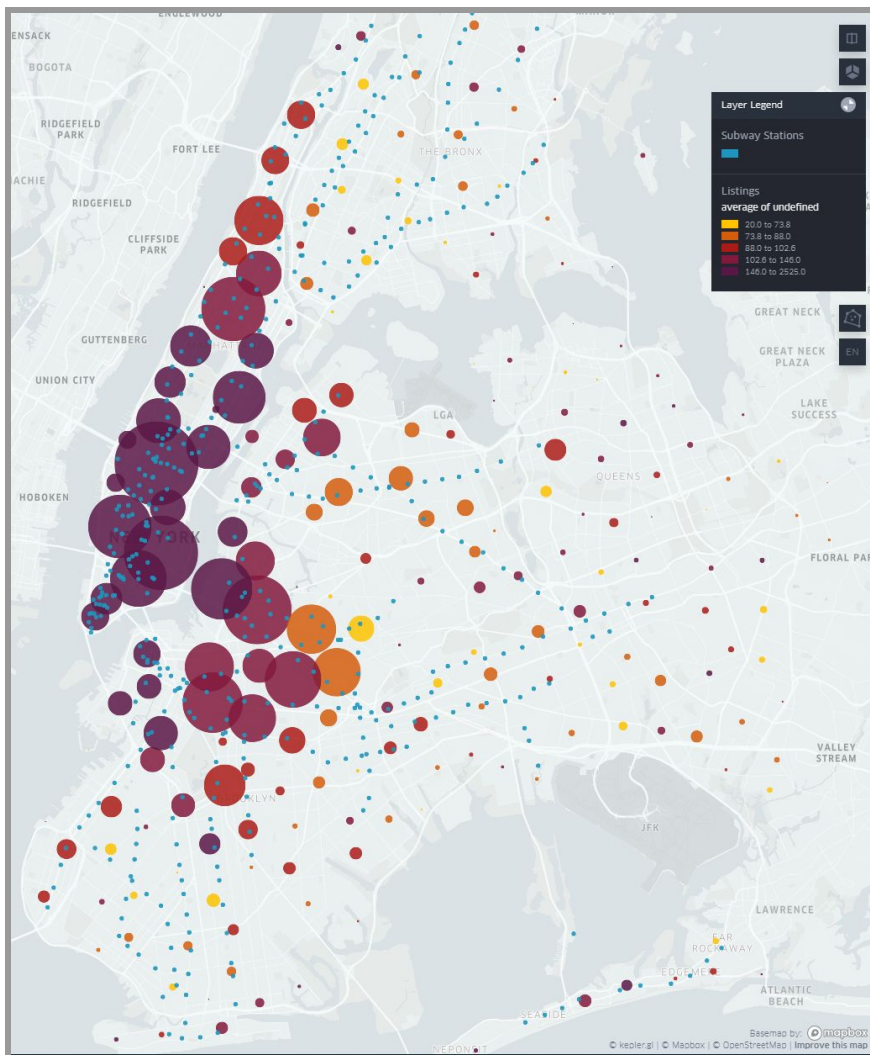 ENGLEWOOD
ENSACK
BOGOTA
RIDGEFIELD
PARK
FORT LEE
THE BRONX
RIDGEFIELD
CLIFFSIDE
PARK
GUTTENBERG
UNION CITY
HOBOKEN
NEW YORK
LGA
QUEENS
BROOKLYN
JFK
Layer Legend
Subway Stations
Listings
average of undefined
20.0 to 73.8
73.8 to 88.0
88.0 to 102.6
102.6 to 146.0
146.0 to 2525.0
EN
GREAT NECK
GREAT NECK
PLAZA
LAKE
SUCCESS
FLORAL PAR
VALLEY
STREAM
LAWRENCE
FAR
ROCKAWAY
EDGEMERE
ATLANTIC
BEACH
SEASIDE
NEPONSIT
Basemap by: mapbox
© kepler.gl | © Mapbox | © OpenStreetMap | Improve this map